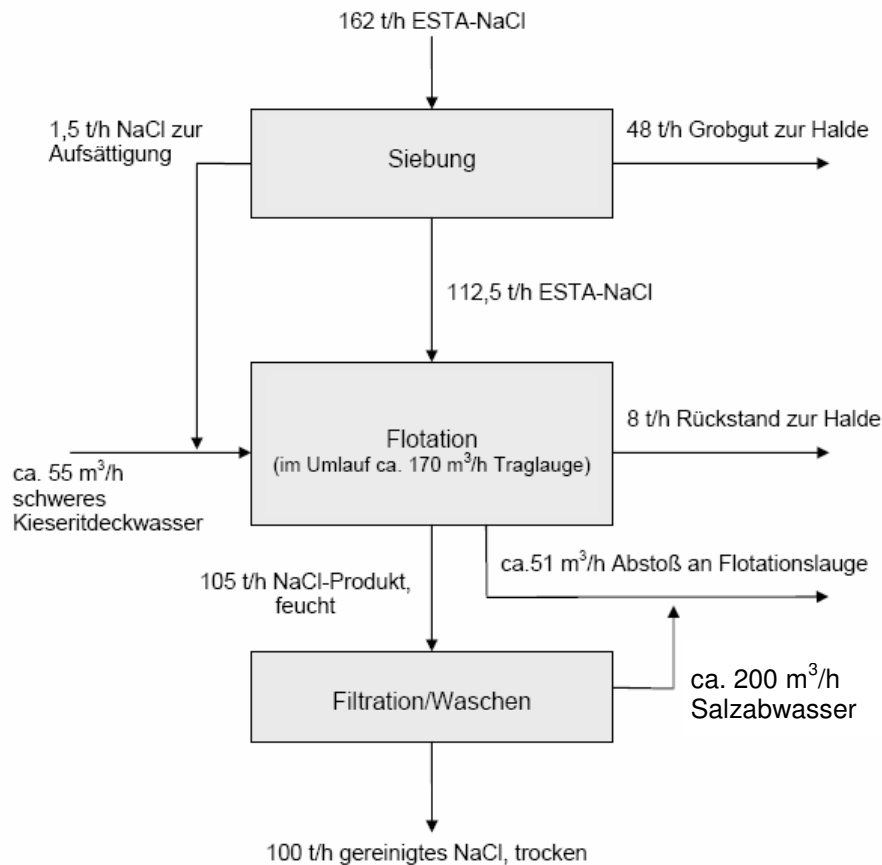 162 t/h ESTA-NaCl
1,5 t/h NaCl zur
Aufsättigung
48 t/h Grobgut zur Halde
Siebung
112,5 t/h ESTA-NaCl
8 t/h Rückstand zur Halde
Flotation
(im Umlauf ca. 170 m³/h Traglauge)
ca. 55 m³/h
schweres
Kieseritdeckwasser
ca.51 m³/h Abstoß an Flotationslauge
105 t/h NaCl-Produkt,
feucht
ca. 200 m³/h
Salzabwasser
Filtration/Waschen
100 t/h gereinigtes NaCl, trocken